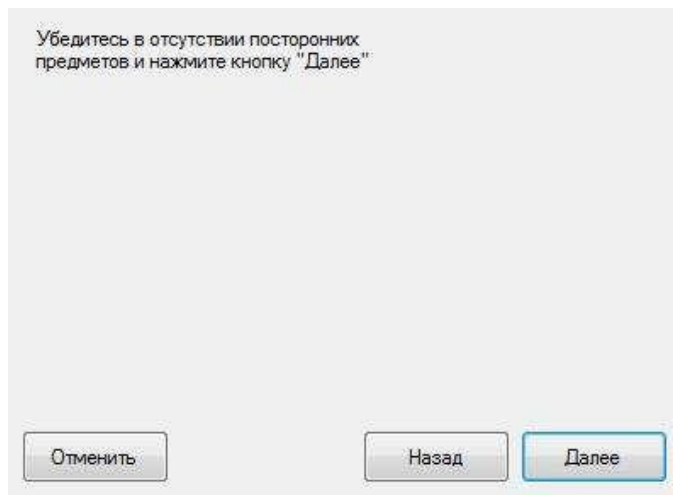 Убедитесь в отсутствии посторонних
предметов и нажмите кнопку "Далее"
Отменить
Назад
Далее